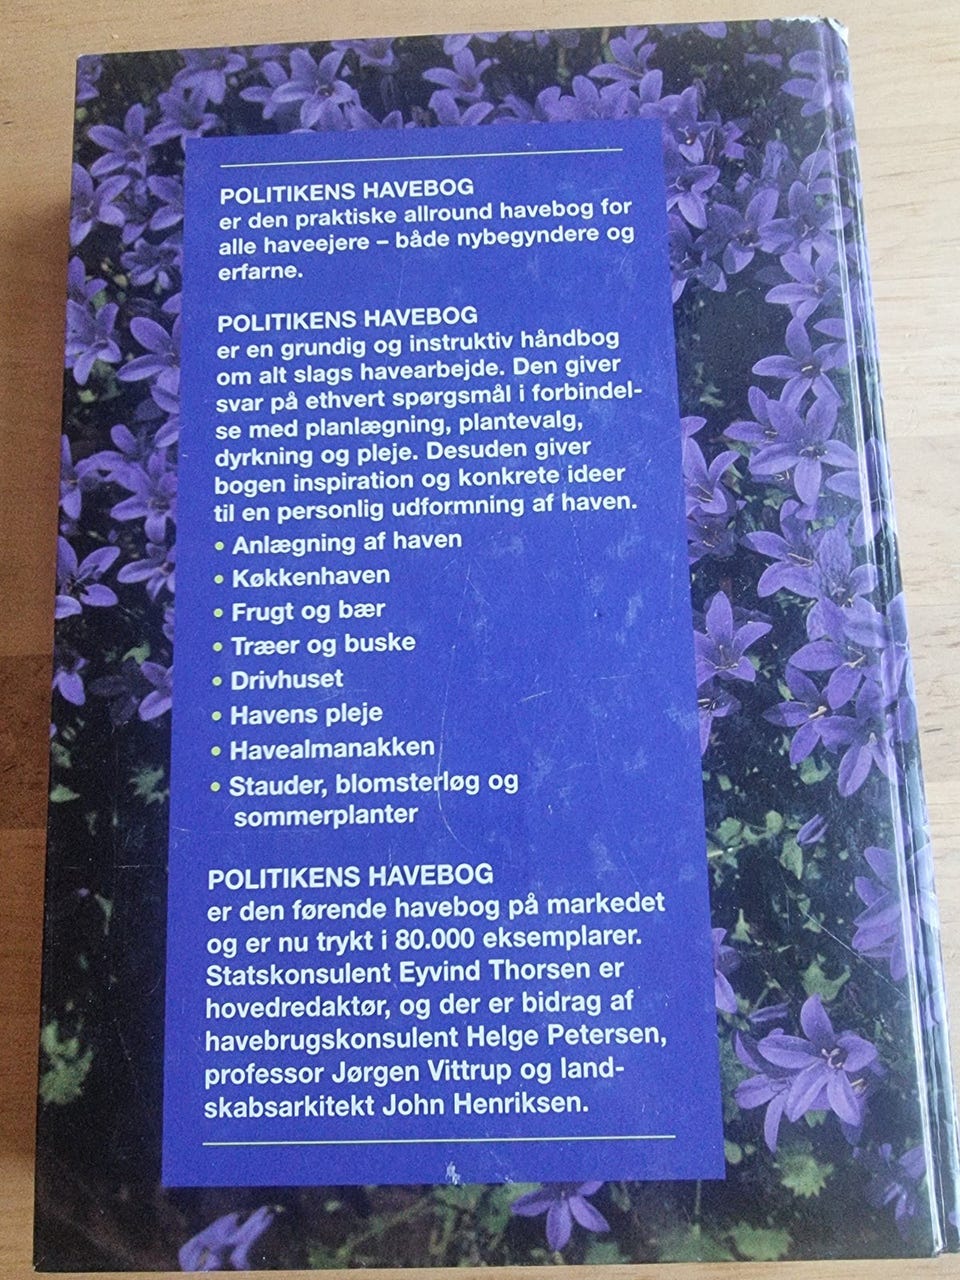 POLITIKENS HAVEBOG
er den praktiske allround havebog for
alle haveejere – både nybegyndere og
erfarne.
POLITIKENS HAVEBOG
er en grundig og instruktiv håndbog
om alt slags havearbejde. Den giver
svar på ethvert spørgsmål i forbindel-
se med planlægning, plantevalg,
dyrkning og pleje. Desuden giver
bogen inspiration og konkrete ideer
til en personlig udformning af haven.
• Anlægning af haven
• Køkkenhaven
• Frugt og bær
• Træer og buske
• Drivhuset
• Havens pleje
• Havealmanakken
• Stauder, blomsterløg og
sommerplanter
POLITIKENS HAVEBOG
er den førende havebog på markedet
og er nu trykt i 80.000 eksemplarer.
Statskonsulent Eyvind Thorsen er
hovedredaktør, og der er bidrag af
havebrugskonsulent Helge Petersen,
professor Jørgen Vittrup og land-
skabsarkitekt John Henriksen.